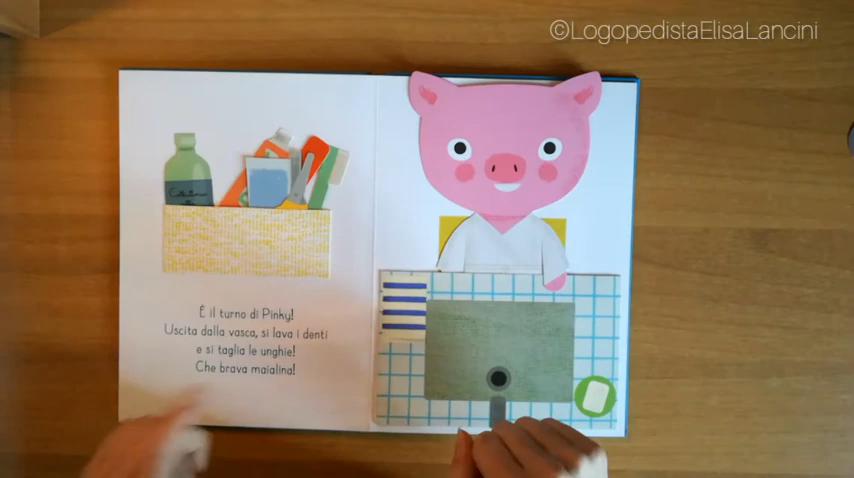 ©LogopedistaElisaLancini
È il turno di Pinky!
Uscita dalla vasca, si lava i denti
e si taglia le unghie!
Che brava maialina!